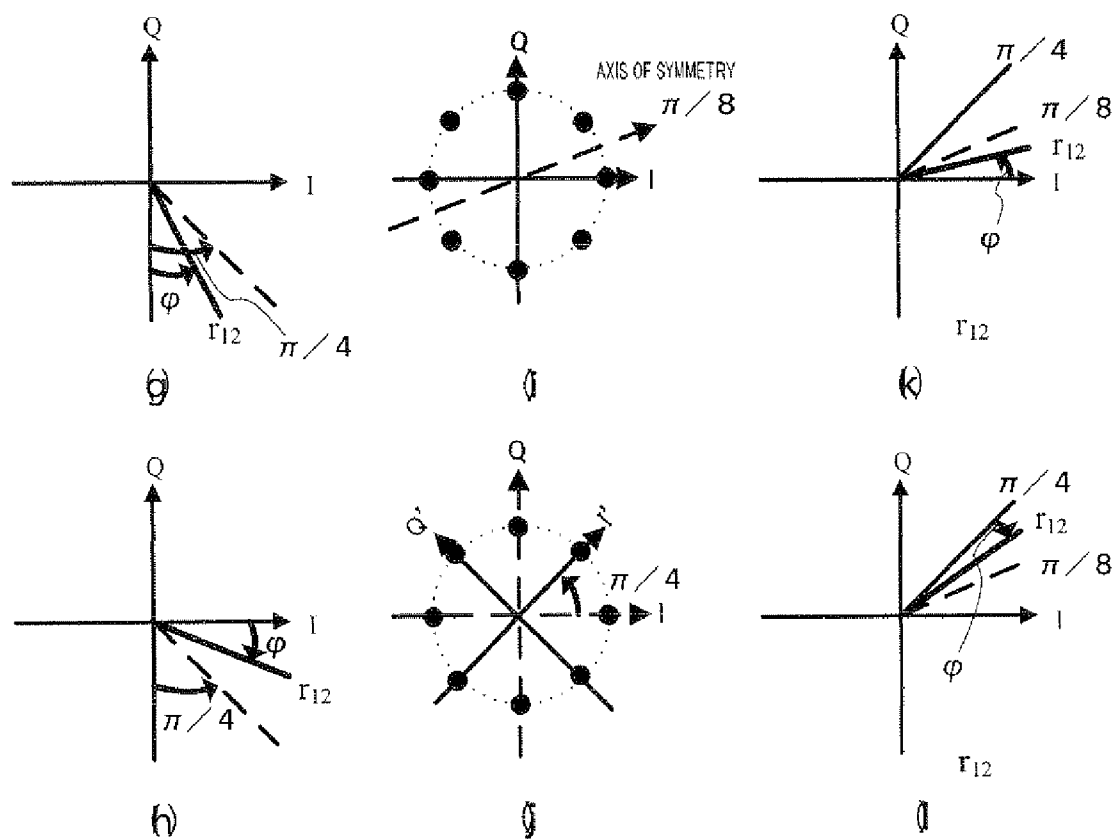 Q
I
φ
r12
π/4
(g)
Q
AXIS OF SYMMETRY
π/8
I
(i)
Q
π/4
π/8
r12
I
φ
r12
(k)
Q
I
φ
r12
π/4
(h)
Q
Q'
I'
π/4
I
(j)
Q
π/4
r12
π/8
I
φ
r12
(l)